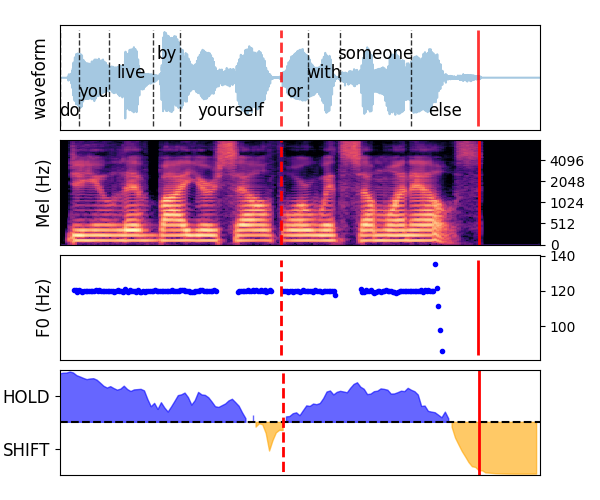 waveform
do
you
live
by
yourself
or
with
someone
else
Mel (Hz)
4096
2048
1024
512
0
F0 (Hz)
140
120
100
HOLD
SHIFT